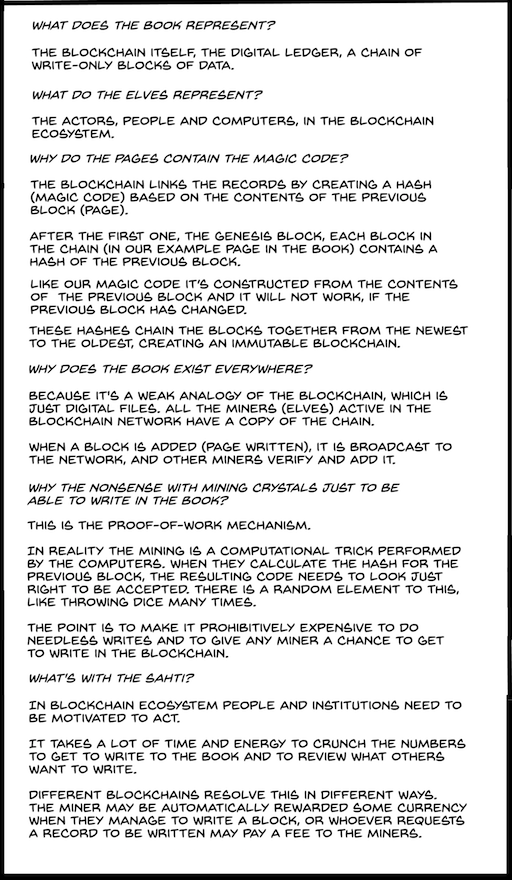 WHAT DOES THE BOOK REPRESENT?
THE BLOCKCHAIN ITSELF, THE DIGITAL LEDGER, A CHAIN OF
WRITE-ONLY BLOCKS OF DATA.
WHAT DO THE ELVES REPRESENT?
THE ACTORS, PEOPLE AND COMPUTERS, IN THE BLOCKCHAIN
ECOSYSTEM.
WHY DO THE PAGES CONTAIN THE MAGIC CODE?
THE BLOCKCHAIN LINKS THE RECORDS BY CREATING A HASH
(MAGIC CODE) BASED ON THE CONTENTS OF THE PREVIOUS
BLOCK (PAGE).
AFTER THE FIRST ONE, THE GENESIS BLOCK, EACH BLOCK IN
THE CHAIN (IN OUR EXAMPLE PAGE IN THE BOOK) CONTAINS A
HASH OF THE PREVIOUS BLOCK.
LIKE OUR MAGIC CODE IT'S CONSTRUCTED FROM THE CONTENTS
OF THE PREVIOUS BLOCK AND IT WILL NOT WORK, IF THE
PREVIOUS BLOCK HAS CHANGED.
THESE HASHES CHAIN THE BLOCKS TOGETHER FROM THE NEWEST
TO THE OLDEST, CREATING AN IMMUTABLE BLOCKCHAIN.
WHY DOES THE BOOK EXIST EVERYWHERE?
BECAUSE IT'S A WEAK ANALOGY OF THE BLOCKCHAIN, WHICH IS
JUST DIGITAL FILES. ALL THE MINERS (ELVES) ACTIVE IN THE
BLOCKCHAIN NETWORK HAVE A COPY OF THE CHAIN.
WHEN A BLOCK IS ADDED (PAGE WRITTEN), IT IS BROADCAST TO
THE NETWORK, AND OTHER MINERS VERIFY AND ADD IT.
WHY THE NONSENSE WITH MINING CRYSTALS JUST TO BE
ABLE TO WRITE IN THE BOOK?
THIS IS THE PROOF-OF-WORK MECHANISM.
IN REALITY THE MINING IS A COMPUTATIONAL TRICK PERFORMED
BY THE COMPUTERS. WHEN THEY CALCULATE THE HASH FOR THE
PREVIOUS BLOCK, THE RESULTING CODE NEEDS TO LOOK JUST
RIGHT TO BE ACCEPTED. THERE IS A RANDOM ELEMENT TO THIS,
LIKE THROWING DICE MANY TIMES.
THE POINT IS TO MAKE IT PROHIBITIVELY EXPENSIVE TO DO
NEEDLESS WRITES AND TO GIVE ANY MINER A CHANCE TO GET
TO WRITE IN THE BLOCKCHAIN.
WHAT'S WITH THE SAHTI?
IN BLOCKCHAIN ECOSYSTEM PEOPLE AND INSTITUTIONS NEED TO
BE MOTIVATED TO ACT.
IT TAKES A LOT OF TIME AND ENERGY TO CRUNCH THE NUMBERS
TO GET TO WRITE TO THE BOOK AND TO REVIEW WHAT OTHERS
WANT TO WRITE.
DIFFERENT BLOCKCHAINS RESOLVE THIS IN DIFFERENT WAYS.
THE MINER MAY BE AUTOMATICALLY REWARDED SOME CURRENCY
WHEN THEY MANAGE TO WRITE A BLOCK, OR WHOEVER REQUESTS
A RECORD TO BE WRITTEN MAY PAY A FEE TO THE MINERS.